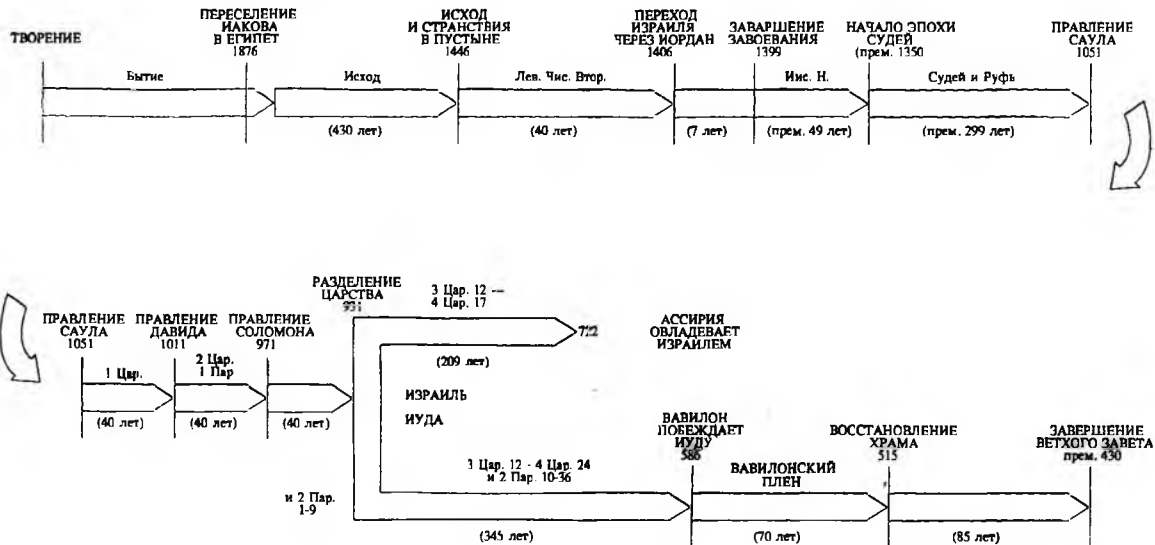 ТВОРЕНИЕ
ПЕРЕСЕЛЕНИЕ
ИАКОВА
В ЕГИПЕТ
1876
ИСХОД
И СТРАНСТВИЯ
В ПУСТЫНЕ
1446
ПЕРЕХОД
ИЗРАИЛЯ
ЧЕРЕЗ ИОРДАН
1406
ЗАВАРШЕНИЕ
ЗАВОЕВАНИЯ
1399
НАЧАЛО ЭПОХИ
СУДЕЙ
(прем. 1350
ПРАВЛЕНИЕ
САУЛА
1051
Бытие
Исход
Лев. Чис. Втор.
Иис. Н.
Судей и Руфь
(430 лет)
(40 лет)
(7 лет)
(прем. 49 лет)
(прем. 299 лет)
ПРАВЛЕНИЕ
САУЛА
1051
ПРАВЛЕНИЕ
ДАВИДА
1011
ПРАВЛЕНИЕ
СОЛОМОНА
971
РАЗДЕЛЕНИЕ
ЦАРСТВА
931
3 Цар. 12 —
4 Цар. 17
722
АССИРИЯ
ОВЛАДЕВАЕТ
ИЗРАИЛЕМ
(209 лет)
1 Цар.
2 Цар.
1 Пар
(40 лет)
(40 лет)
(40 лет)
ИЗРАИЛЬ
ИУДА
ВАВИЛОН
ПОБЕЖДАЕТ
ИУДУ
586
ВОССТАНОВЛЕНИЕ
ХРАМА
515
ЗАВЕРШЕНИЕ
ВЕТХОГО ЗАВЕТА
прем. 430
3 Цар. 12 - 4 Цар. 24
и 2 Пар. 10-36
ВАВИЛОНСКИЙ
ПЛЕН
и 2 Пар.
1-9
(345 лет)
(70 лет)
(85 лет)